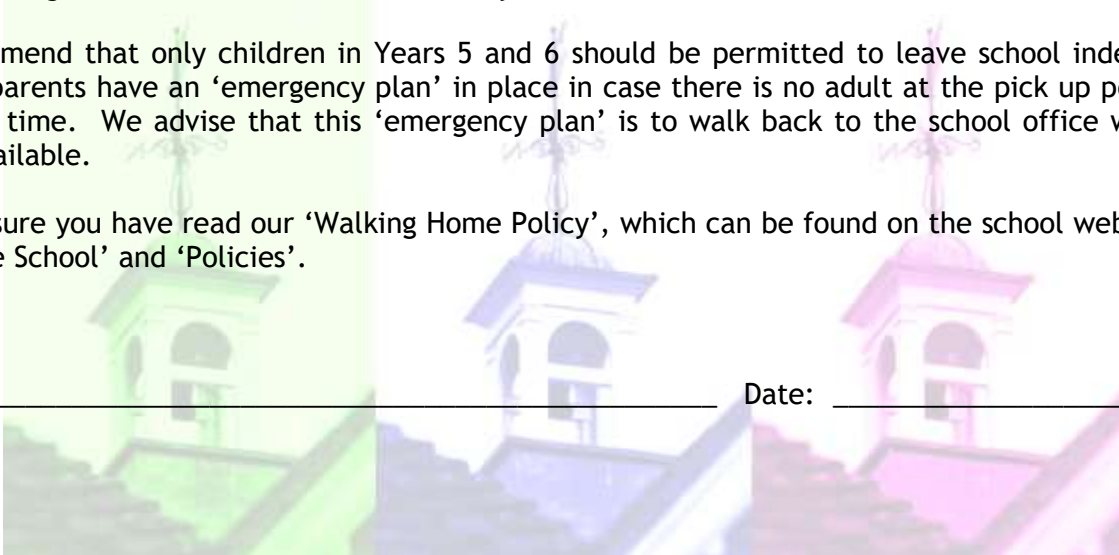 mend that only children in Years 5 and 6 should be permitted to leave school inde
parents have an ‘emergency plan’ in place in case there is no adult at the pick up p
time. We advise that this ‘emergency plan’ is to walk back to the school office
ailable.
sure you have read our ‘Walking Home Policy’, which can be found on the school web
e School’ and ‘Policies’.
Date: